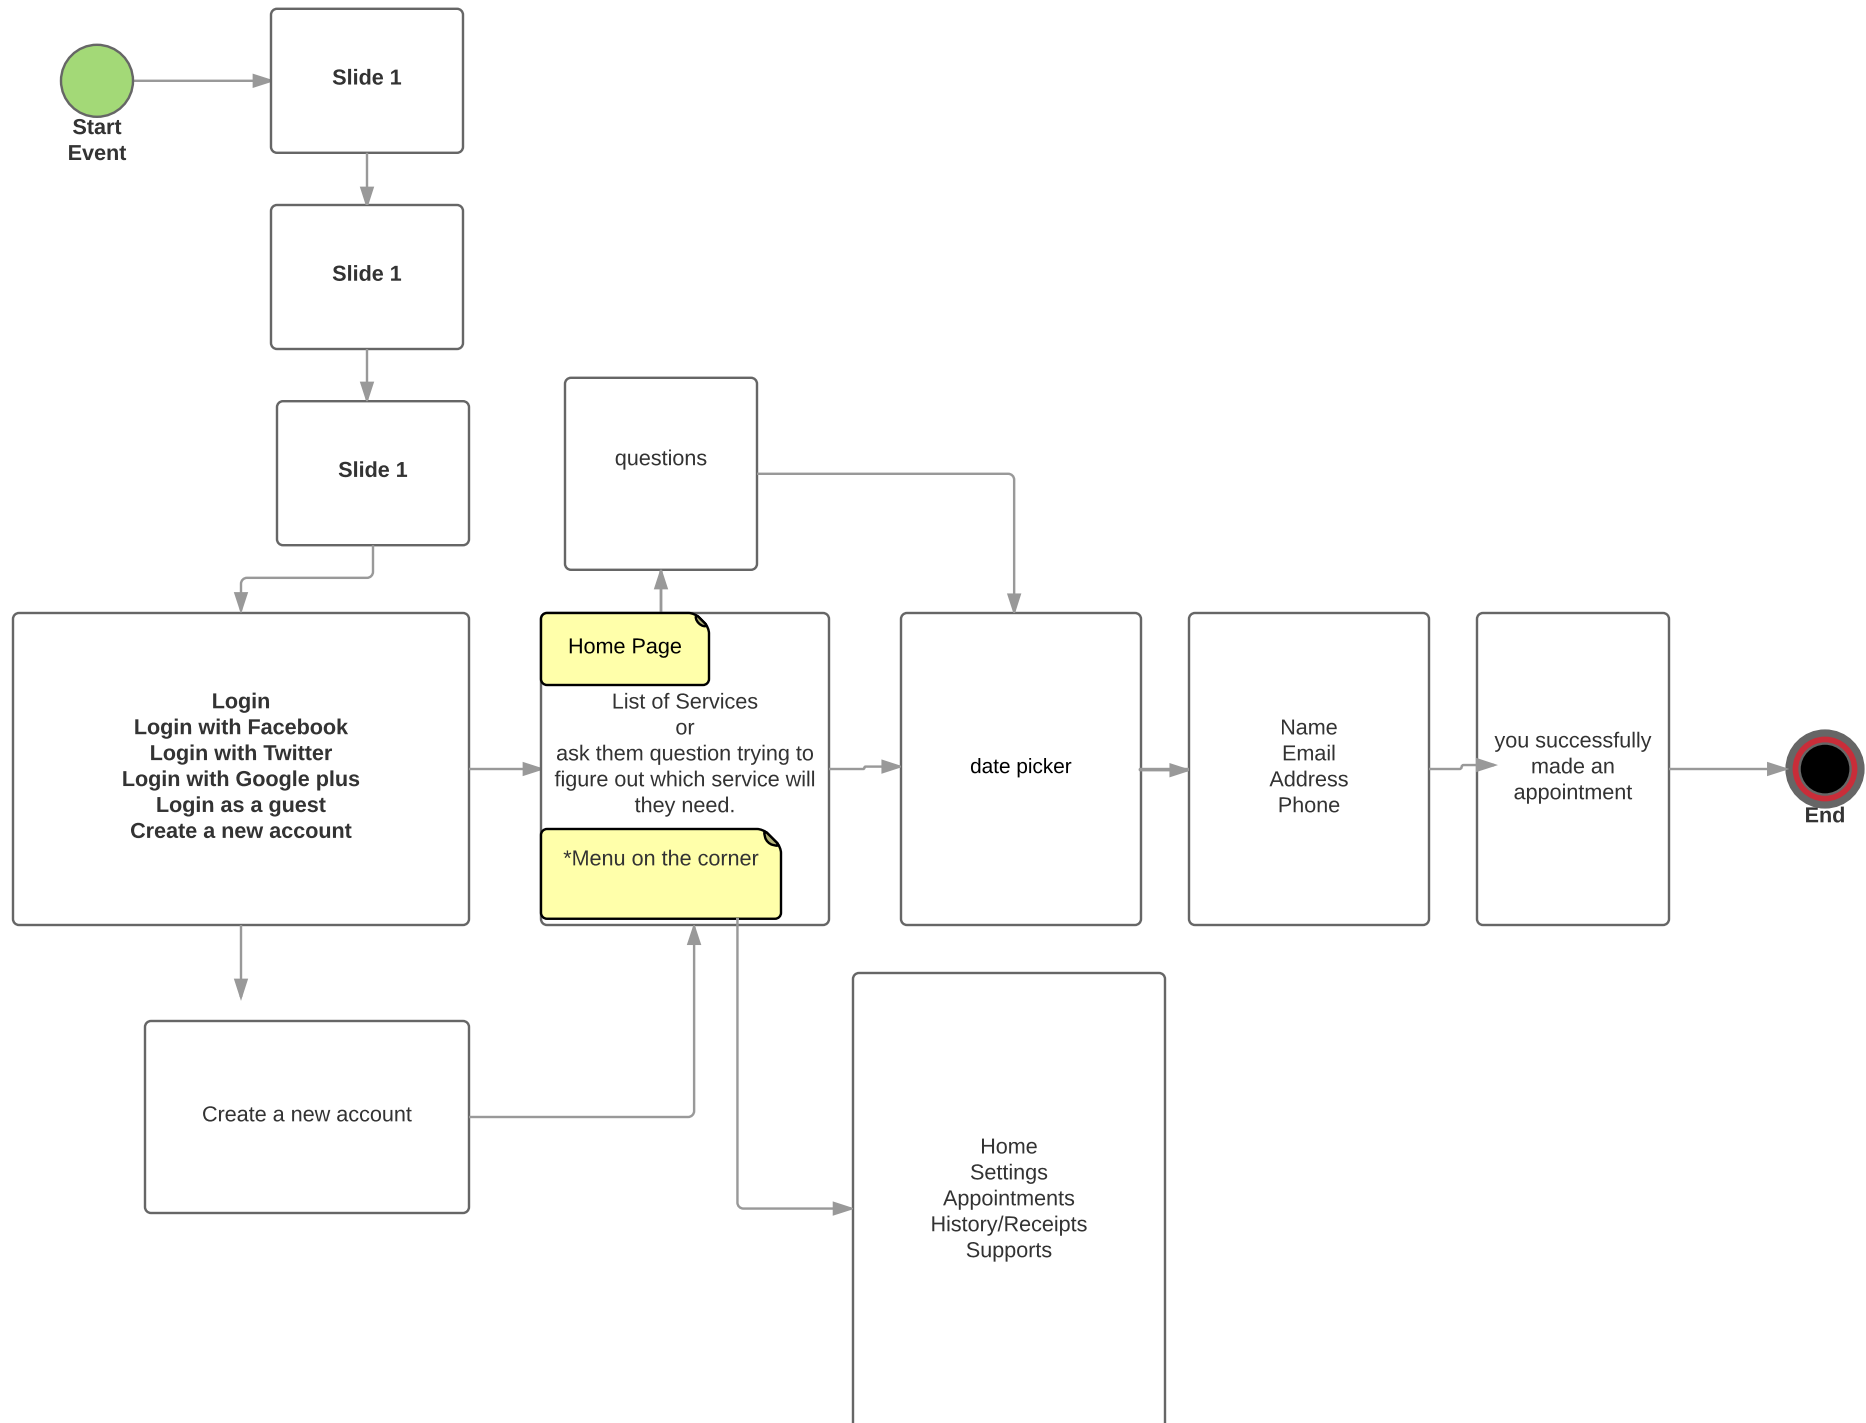 Start
Event
Slide 1
Slide 1
Slide 1
questions
Login
Login with Facebook
Login with Twitter
Login with Google plus
Login as a guest
Create a new account
Home Page
List of Services
or
ask them question trying to
figure out which service will
they need.
*Menu on the corner
date picker
Name
Email
Address
Phone
you successfully
made an
appointment
End
Create a new account
Home
Settings
Appointments
History/Receipts
Supports